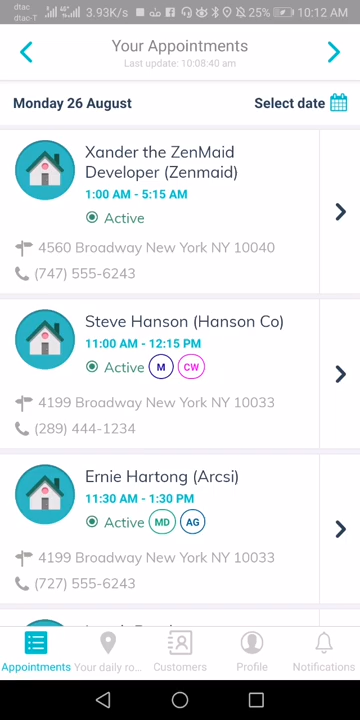 dtac
dtac-T
4G+
3.93K/s
25%
10:12 AM
Your Appointments
Last update: 10:08:40 am
Monday 26 August
Select date
Xander the ZenMaid
Developer (Zenmaid)
1:00 AM - 5:15 AM
Active
4560 Broadway New York NY 10040
(747) 555-6243
Steve Hanson (Hanson Co)
11:00 AM - 12:15 PM
Active M CW
4199 Broadway New York NY 10033
(289) 444-1234
Ernie Hartong (Arcsi)
11:30 AM - 1:30 PM
Active MD AG
4199 Broadway New York NY 10033
(727) 555-6243
Appointments
Your daily ro...
Customers
Profile
Notifications